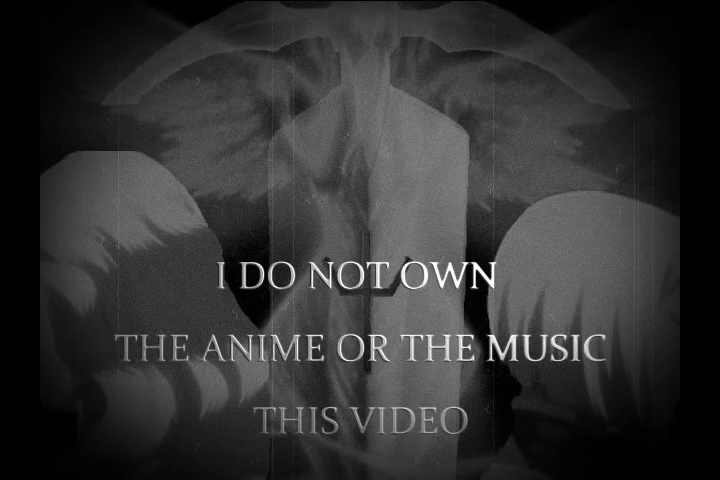 I DO NOT OWN
THE ANIME OR THE MUSIC
THIS VIDEO